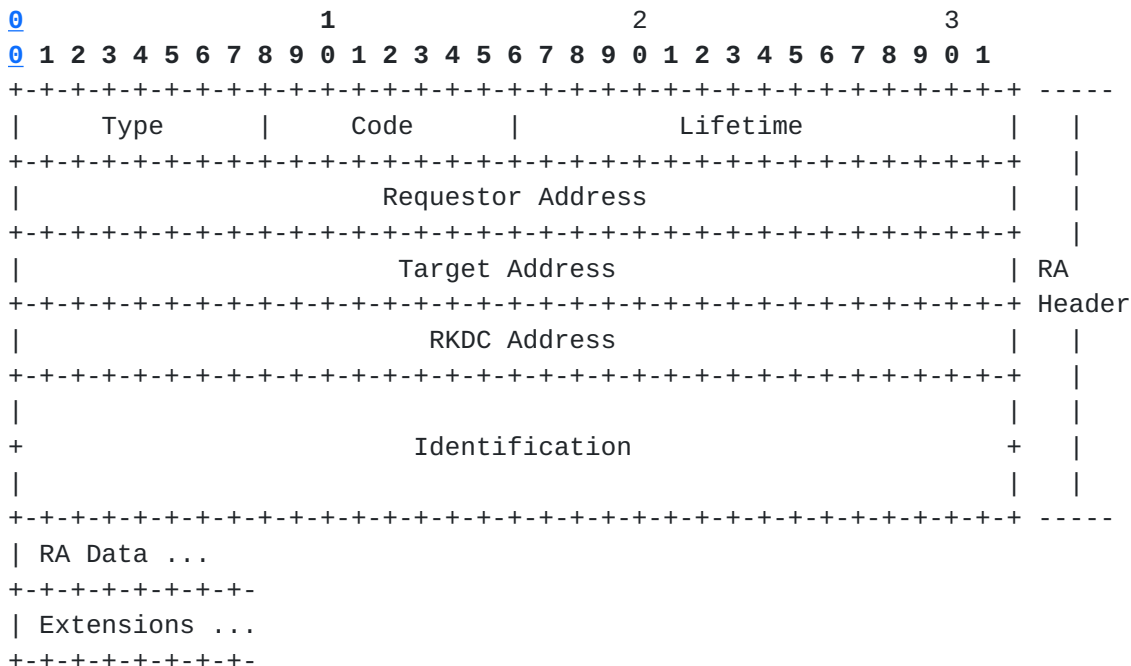 0                   1                   2                   3
0 1 2 3 4 5 6 7 8 9 0 1 2 3 4 5 6 7 8 9 0 1 2 3 4 5 6 7 8 9 0 1
+-+-+-+-+-+-+-+-+-+-+-+-+-+-+-+-+-+-+-+-+-+-+-+-+-+-+-+-+-+-+-+-+ -----
|     Type      |     Code      |          Lifetime             |   |
+-+-+-+-+-+-+-+-+-+-+-+-+-+-+-+-+-+-+-+-+-+-+-+-+-+-+-+-+-+-+-+-+   |
|                       Requestor Address                       |   |
+-+-+-+-+-+-+-+-+-+-+-+-+-+-+-+-+-+-+-+-+-+-+-+-+-+-+-+-+-+-+-+-+   |
|                        Target Address                         | RA
+-+-+-+-+-+-+-+-+-+-+-+-+-+-+-+-+-+-+-+-+-+-+-+-+-+-+-+-+-+-+-+-+ Header
|                          RKDC Address                         |   |
+-+-+-+-+-+-+-+-+-+-+-+-+-+-+-+-+-+-+-+-+-+-+-+-+-+-+-+-+-+-+-+-+   |
|                                                               |   |
+                         Identification                        +   |
|                                                               |   |
+-+-+-+-+-+-+-+-+-+-+-+-+-+-+-+-+-+-+-+-+-+-+-+-+-+-+-+-+-+-+-+-+ -----
| RA Data ...
+-+-+-+-+-+-+-+-
| Extensions ...
+-+-+-+-+-+-+-+-